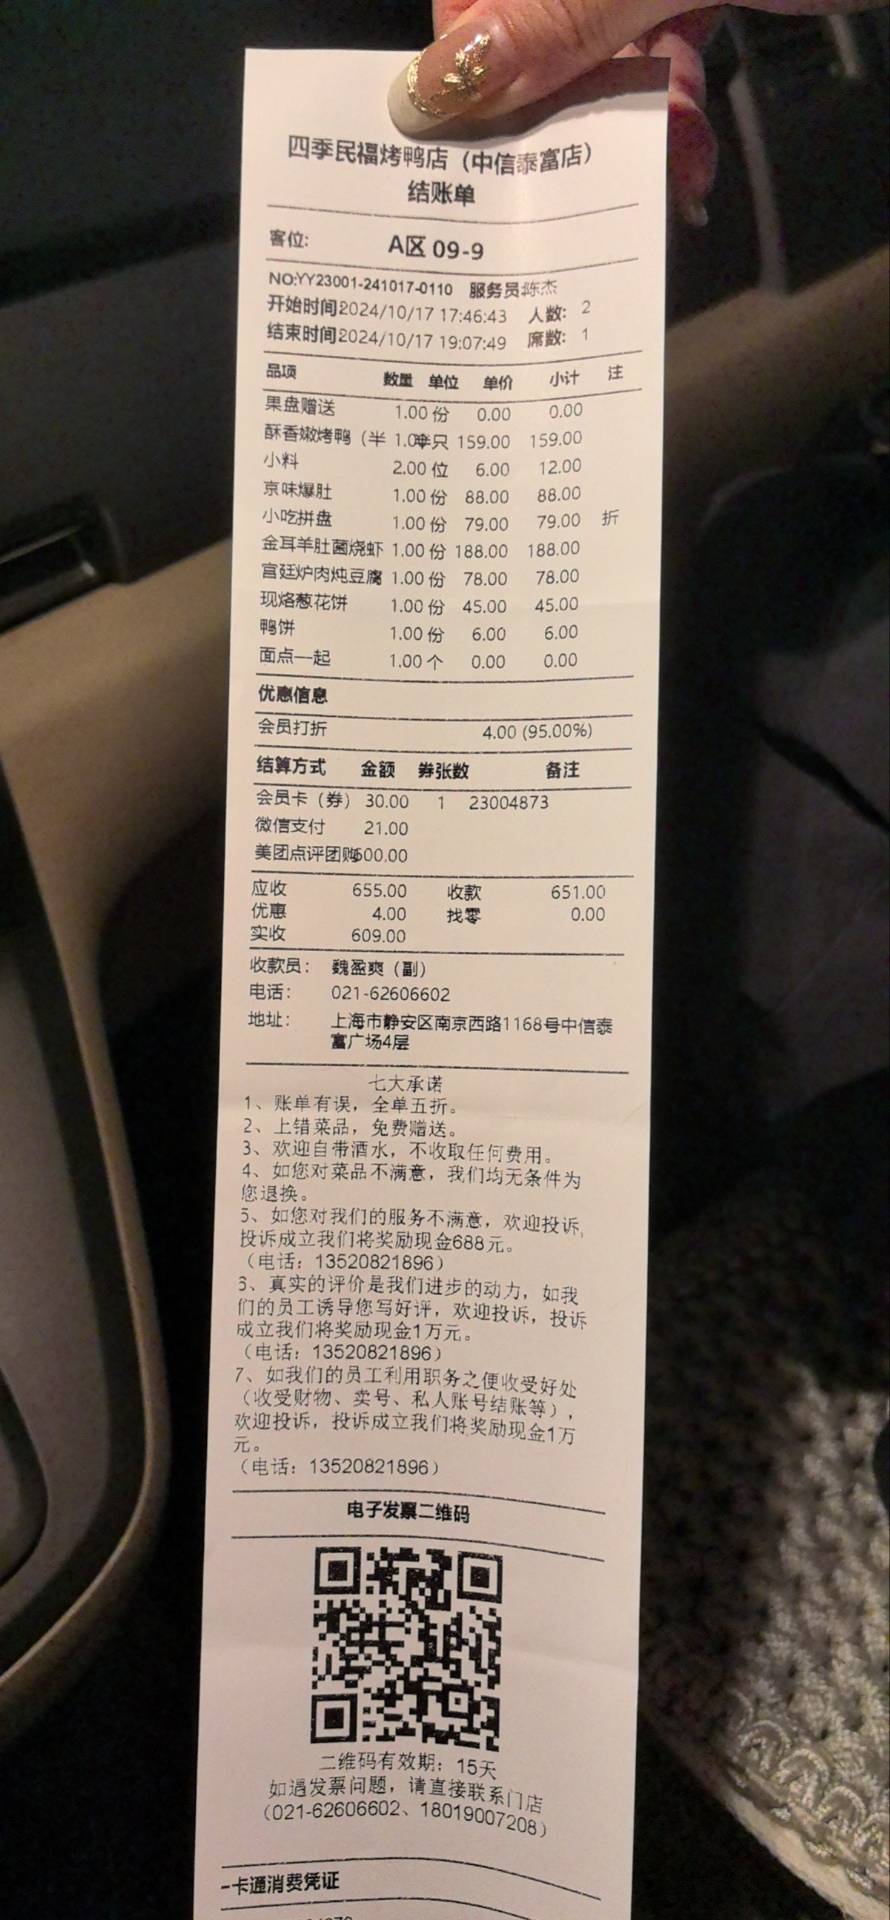 四季民福烤鸭店（中信泰富店）
结账单
客位: A区 09-9
NO:YY23001-241017-0110 服务员:陈杰
开始时间2024/10/17 17:46:43 人数: 2
结束时间2024/10/17 19:07:49 席数: 1
品项 数量 单位 单价 小计 注
果盘赠送 1.00 份 0.00 0.00
酥香嫩烤鸭（半 1.0半只 159.00 159.00
小料 2.00 位 6.00 12.00
京味爆肚 1.00 份 88.00 88.00
小吃拼盘 1.00 份 79.00 79.00 折
金耳羊肚菌烧虾 1.00 份 188.00 188.00
宫廷炉肉炖豆腐 1.00 份 78.00 78.00
现烙葱花饼 1.00 份 45.00 45.00
鸭饼 1.00 份 6.00 6.00
面点一起 1.00 个 0.00 0.00
优惠信息
会员打折 4.00 (95.00%)
结算方式 金额 券张数 备注
会员卡（券） 30.00 1 23004873
微信支付 21.00
美团点评团购600.00
应收 655.00 收款 651.00
优惠 4.00 找零 0.00
实收 609.00
收款员: 魏盈爽（副）
电话: 021-62606602
地址: 上海市静安区南京西路1168号中信泰
富广场4层
七大承诺
1、账单有误，全单五折。
2、上错菜品，免费赠送。
3、欢迎自带酒水，不收取任何费用。
4、如您对菜品不满意，我们均无条件为
您退换。
5、如您对我们的服务不满意，欢迎投诉,
投诉成立我们将奖励现金688元。
（电话：13520821896）
6、真实的评价是我们进步的动力，如我
们的员工诱导您写好评，欢迎投诉，投诉
成立我们将奖励现金1万元。
（电话：13520821896）
7、如我们的员工利用职务之便收受好处
（收受财物、卖号、私人账号结账等），
欢迎投诉，投诉成立我们将奖励现金1万
元。
（电话：13520821896）
电子发票二维码
二维码有效期：15天
如遇发票问题，请直接联系门店
（021-62606602、18019007208）
一卡通消费凭证